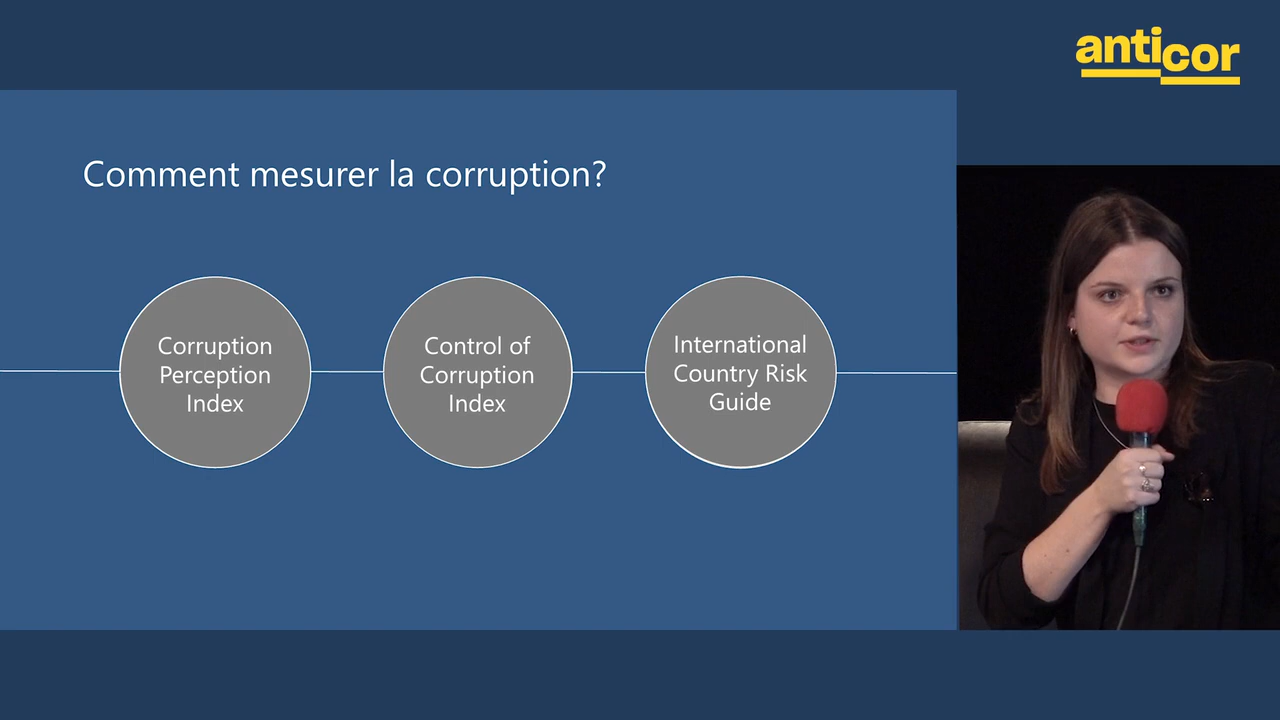 anticor
Comment mesurer la corruption?
Corruption
Perception
Index
Control of
Corruption
Index
International
Country Risk
Guide